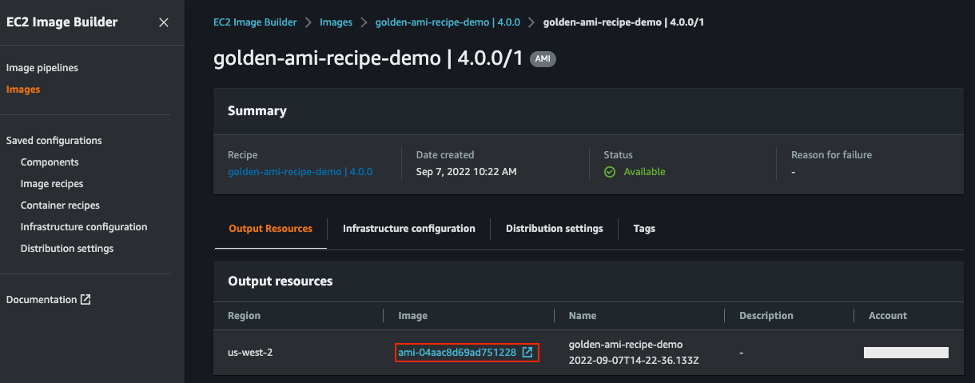 EC2 Image Builder
Image pipelines
Images
Saved configurations
Components
Image recipes
Container recipes
Infrastructure configuration
Distribution settings
Documentation
EC2 Image Builder > Images > golden-ami-recipe-demo | 4.0.0 > golden-ami-recipe-demo | 4.0.0/1
golden-ami-recipe-demo | 4.0.0/1 AMI
Summary
Recipe Date created Status Reason for failure
golden-ami-recipe-demo | 4.0.0 Sep 7, 2022 10:22 AM Available -
Output Resources Infrastructure configuration Distribution settings Tags
Output resources
Region Image Name Description Account
us-west-2 ami-04aac8d69ad751228 golden-ami-recipe-demo -
2022-09-07T14-22-36.133Z